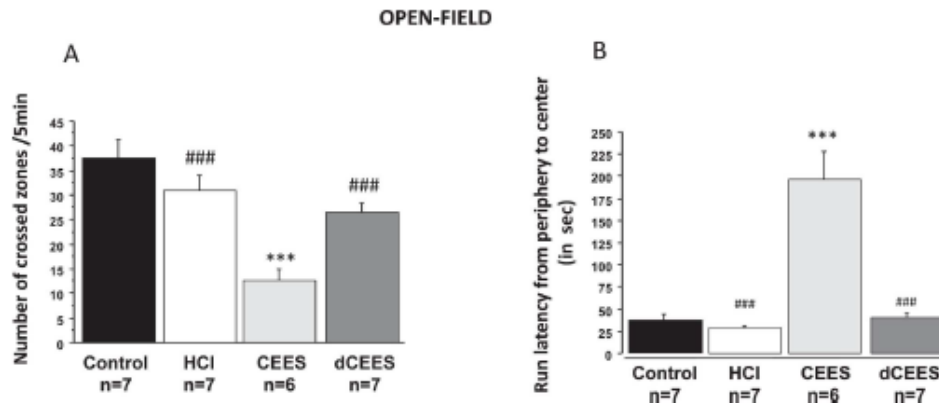 OPEN-FIELD
A
Number of crossed zones /5min
45
40
35
30
25
20
15
10
5
0
###
***
###
Control HCl CEES dCEES
n=7 n=7 n=6 n=7
B
Run latency from periphery to center
(in sec)
250
225
200
175
150
125
100
75
50
25
0
***
###
###
Control HCl CEES dCEES
n=7 n=7 n=6 n=7